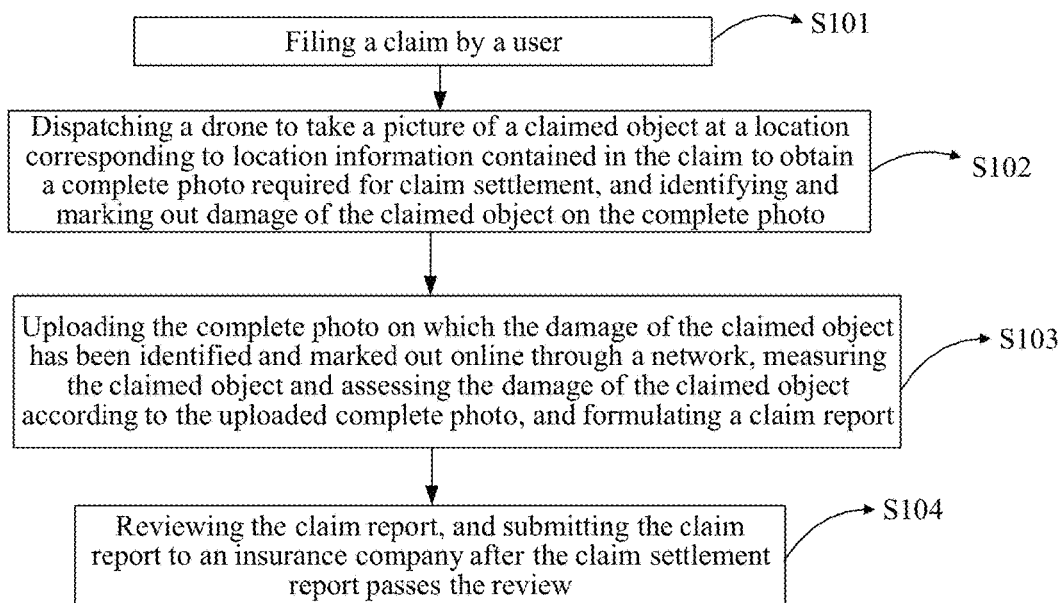 Filing a claim by a user
S101
Dispatching a drone to take a picture of a claimed object at a location
corresponding to location information contained in the claim to obtain
a complete photo required for claim settlement, and identifying and
marking out damage of the claimed object on the complete photo
S102
Uploading the complete photo on which the damage of the claimed object
has been identified and marked out online through a network, measuring
the claimed object and assessing the damage of the claimed object
according to the uploaded complete photo, and formulating a claim report
S103
Reviewing the claim report, and submitting the claim
report to an insurance company after the claim settlement
report passes the review
S104